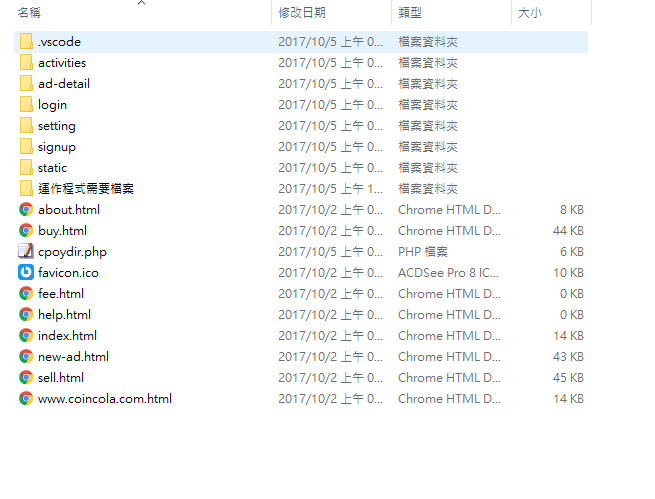 名稱 修改日期 類型 大小
.vscode 2017/10/5 上午 0... 檔案資料夾
activities 2017/10/5 上午 0... 檔案資料夾
ad-detail 2017/10/5 上午 0... 檔案資料夾
login 2017/10/5 上午 0... 檔案資料夾
setting 2017/10/5 上午 0... 檔案資料夾
signup 2017/10/5 上午 0... 檔案資料夾
static 2017/10/5 上午 0... 檔案資料夾
運作程式需要檔案 2017/10/5 上午 1... 檔案資料夾
about.html 2017/10/2 上午 0... Chrome HTML D... 8 KB
buy.html 2017/10/2 上午 0... Chrome HTML D... 44 KB
cpoydir.php 2017/10/2 上午 0... PHP 檔案 6 KB
favicon.ico 2017/10/2 上午 0... ACDSee Pro 8 IC... 10 KB
fee.html 2017/10/2 上午 0... Chrome HTML D... 0 KB
help.html 2017/10/2 上午 0... Chrome HTML D... 0 KB
index.html 2017/10/2 上午 0... Chrome HTML D... 14 KB
new-ad.html 2017/10/2 上午 0... Chrome HTML D... 43 KB
sell.html 2017/10/2 上午 0... Chrome HTML D... 45 KB
www.coincola.com.html 2017/10/2 上午 0... Chrome HTML D... 14 KB